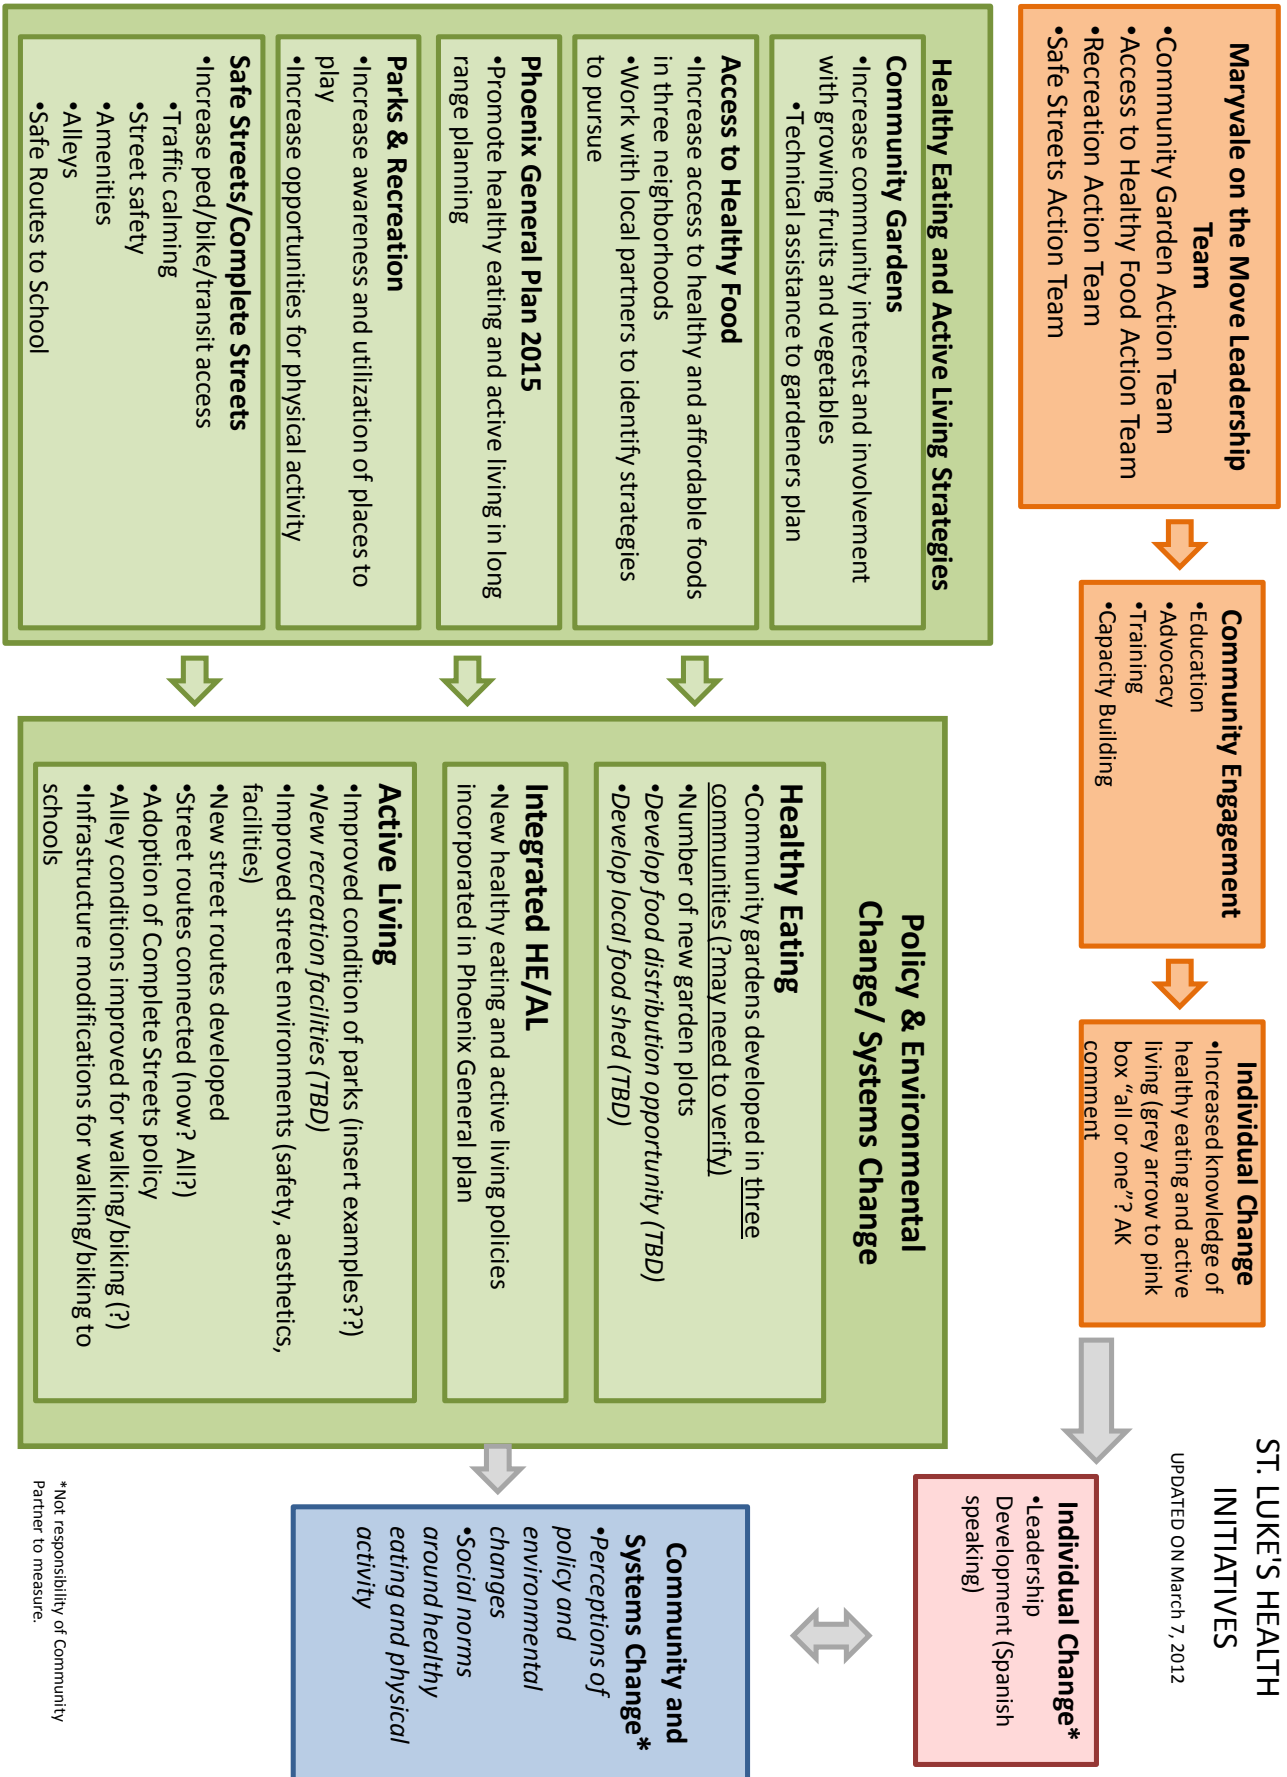 ST. LUKE'S HEALTH
INITIATIVES
UPDATED ON March 7, 2012
Maryvale on the Move Leadership
Team
•Community Garden Action Team
•Access to Healthy Food Action Team
•Recreation Action Team
•Safe Streets Action Team
Community Engagement
•Education
•Advocacy
•Training
•Capacity Building
Individual Change
•Increased knowledge of
healthy eating and active
living (grey arrow to pink
box “all or one”? AK
comment
Individual Change*
•Leadership
Development (Spanish
speaking)
Healthy Eating and Active Living Strategies
Community Gardens
•Increase community interest and involvement
with growing fruits and vegetables
•Technical assistance to gardeners plan
Access to Healthy Food
•Increase access to healthy and affordable foods
in three neighborhoods
•Work with local partners to identify strategies
to pursue
Phoenix General Plan 2015
•Promote healthy eating and active living in long
range planning
Parks & Recreation
•Increase awareness and utilization of places to
play
•Increase opportunities for physical activity
Safe Streets/Complete Streets
•Increase ped/bike/transit access
•Traffic calming
•Street safety
•Amenities
•Alleys
•Safe Routes to School
Policy & Environmental
Change/ Systems Change
Healthy Eating
•Community gardens developed in three
communities (?may need to verify)
•Number of new garden plots
•Develop food distribution opportunity (TBD)
•Develop local food shed (TBD)
Integrated HE/AL
•New healthy eating and active living policies
incorporated in Phoenix General plan
Active Living
•Improved condition of parks (insert examples??)
•New recreation facilities (TBD)
•Improved street environments (safety, aesthetics,
facilities)
•New street routes developed
•Street routes connected (now? All?)
•Adoption of Complete Streets policy
•Alley conditions improved for walking/biking (?)
•Infrastructure modifications for walking/biking to
schools
Community and
Systems Change*
•Perceptions of
policy and
environmental
changes
•Social norms
around healthy
eating and physical
activity
*Not responsibility of Community
Partner to measure.